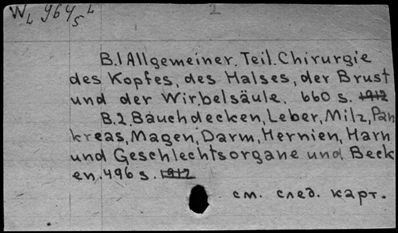 W L 964 L
5
2
B.1 Allgemeiner. Teil. Chirurgie
des Kopfes, des Halses, der Brust
und der Wirbelsäule. 660 s. 1912
B.2. Bauchdecken, Leber, Milz, Pan
kreas, Magen, Darm, Hernien, Harn
und Geschlechtsorgane und Beck
en. 496 s. 1912
см. след. карт.